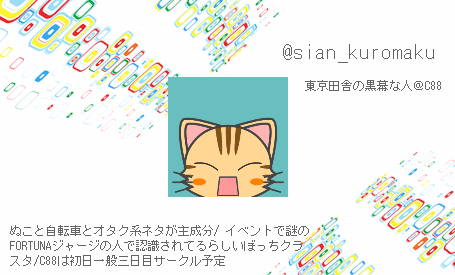 @sian_kuromaku
東京田舎の黒幕な人@C88
ぬこと自転車とオタク系ネタが主成分/ イベントで謎の
FORTUNAジャージの人で認識されてるらしいぼっちクラ
スタ/C88は初日一般三日目サークル予定